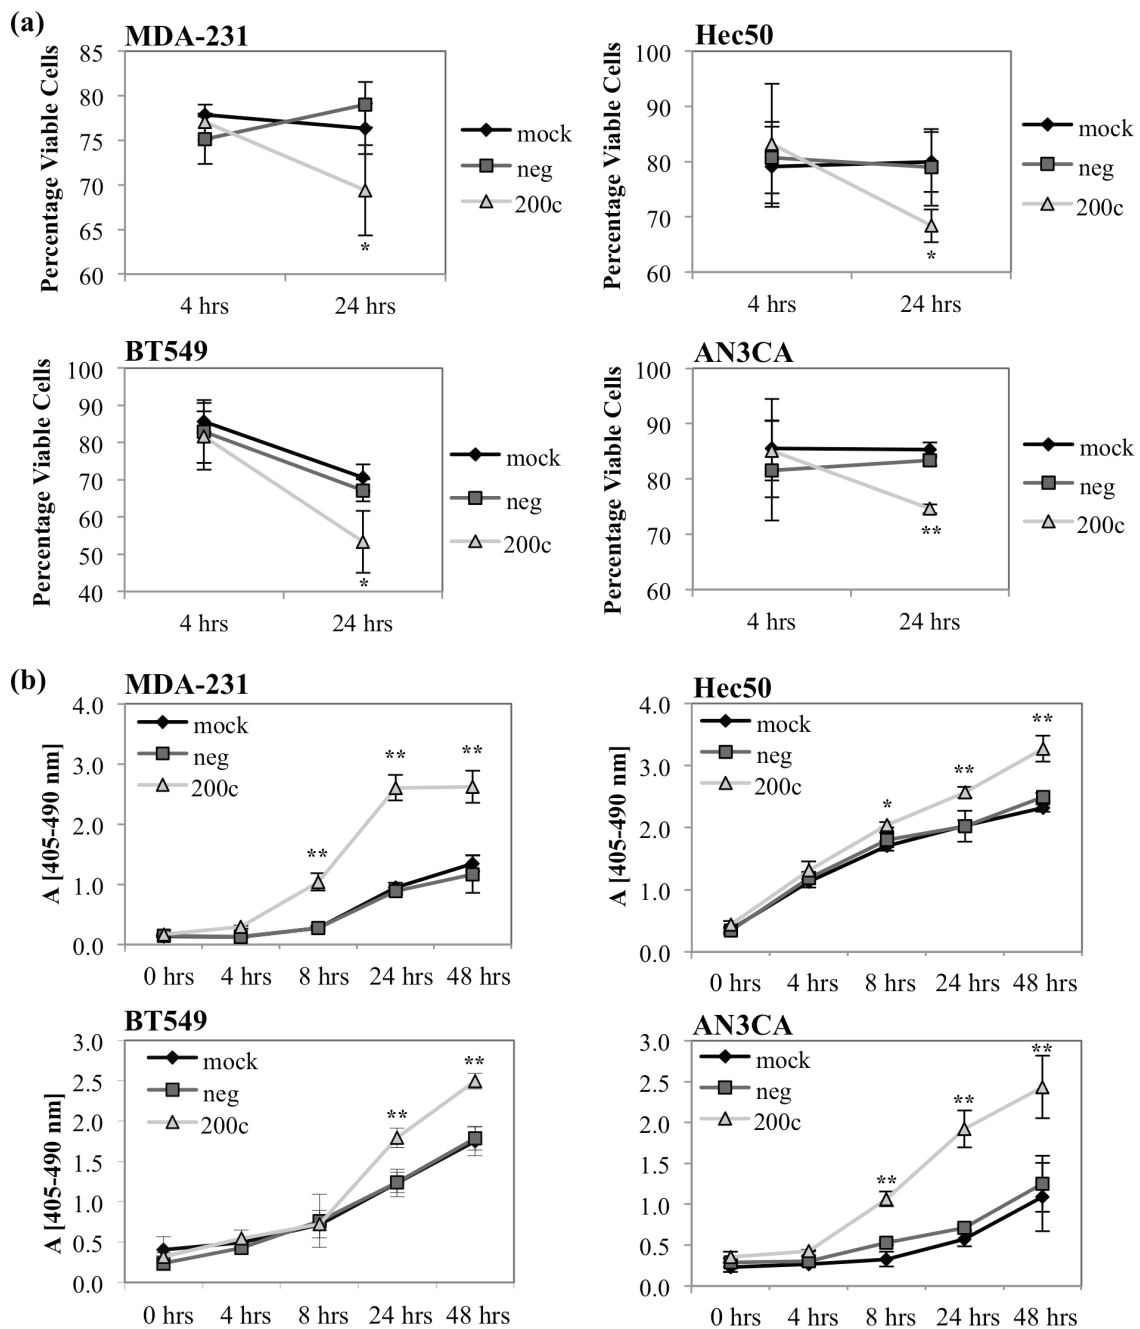 (a)
MDA-231
Percentage Viable Cells
85
80
75
70
65
60
4 hrs 24 hrs
mock
neg
200c
*
Hec50
Percentage Viable Cells
100
90
80
70
60
4 hrs 24 hrs
mock
neg
200c
*
BT549
Percentage Viable Cells
100
90
80
70
60
50
40
4 hrs 24 hrs
mock
neg
200c
*
AN3CA
Percentage Viable Cells
100
90
80
70
60
4 hrs 24 hrs
mock
neg
200c
**
(b)
MDA-231
A [405-490 nm]
4.0
3.0
2.0
1.0
0.0
mock
neg
200c
** ** **
0 hrs 4 hrs 8 hrs 24 hrs 48 hrs
Hec50
A [405-490 nm]
4.0
3.0
2.0
1.0
0.0
mock
neg
200c
* ** **
0 hrs 4 hrs 8 hrs 24 hrs 48 hrs
BT549
A [405-490 nm]
3.0
2.5
2.0
1.5
1.0
0.5
0.0
mock
neg
200c
** **
0 hrs 4 hrs 8 hrs 24 hrs 48 hrs
AN3CA
A [405-490 nm]
3.0
2.5
2.0
1.5
1.0
0.5
0.0
mock
neg
200c
** ** **
0 hrs 4 hrs 8 hrs 24 hrs 48 hrs